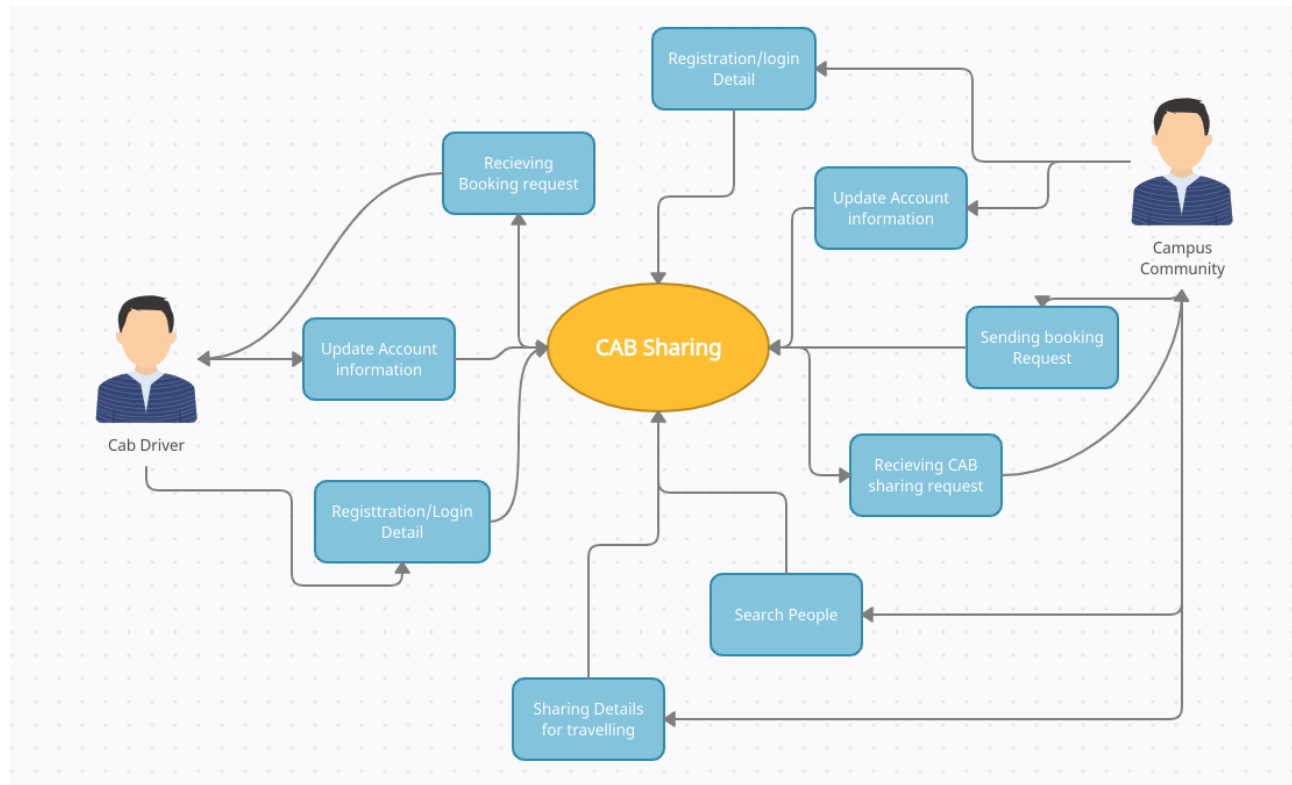 Registration/login
Detail
Recieving
Booking request
Update Account
information
Campus
Community
Sending booking
Request
CAB Sharing
Update Account
information
Cab Driver
Recieving CAB
sharing request
Registtration/Login
Detail
Search People
Sharing Details
for travelling